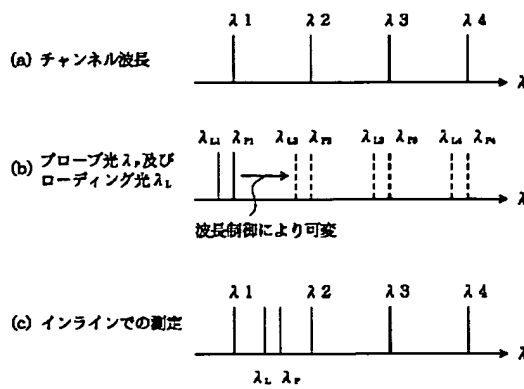 λ1 λ2 λ3 λ4
(a) チャンネル波長
λ
λL1 λP1 λL2 λP2 λL3 λP3 λL4 λP4
(b) プローブ光λP及び
ローディング光λL
λ
波長制御により可変
λ1 λ2 λ3 λ4
(c) インラインでの測定
λ
λL λP